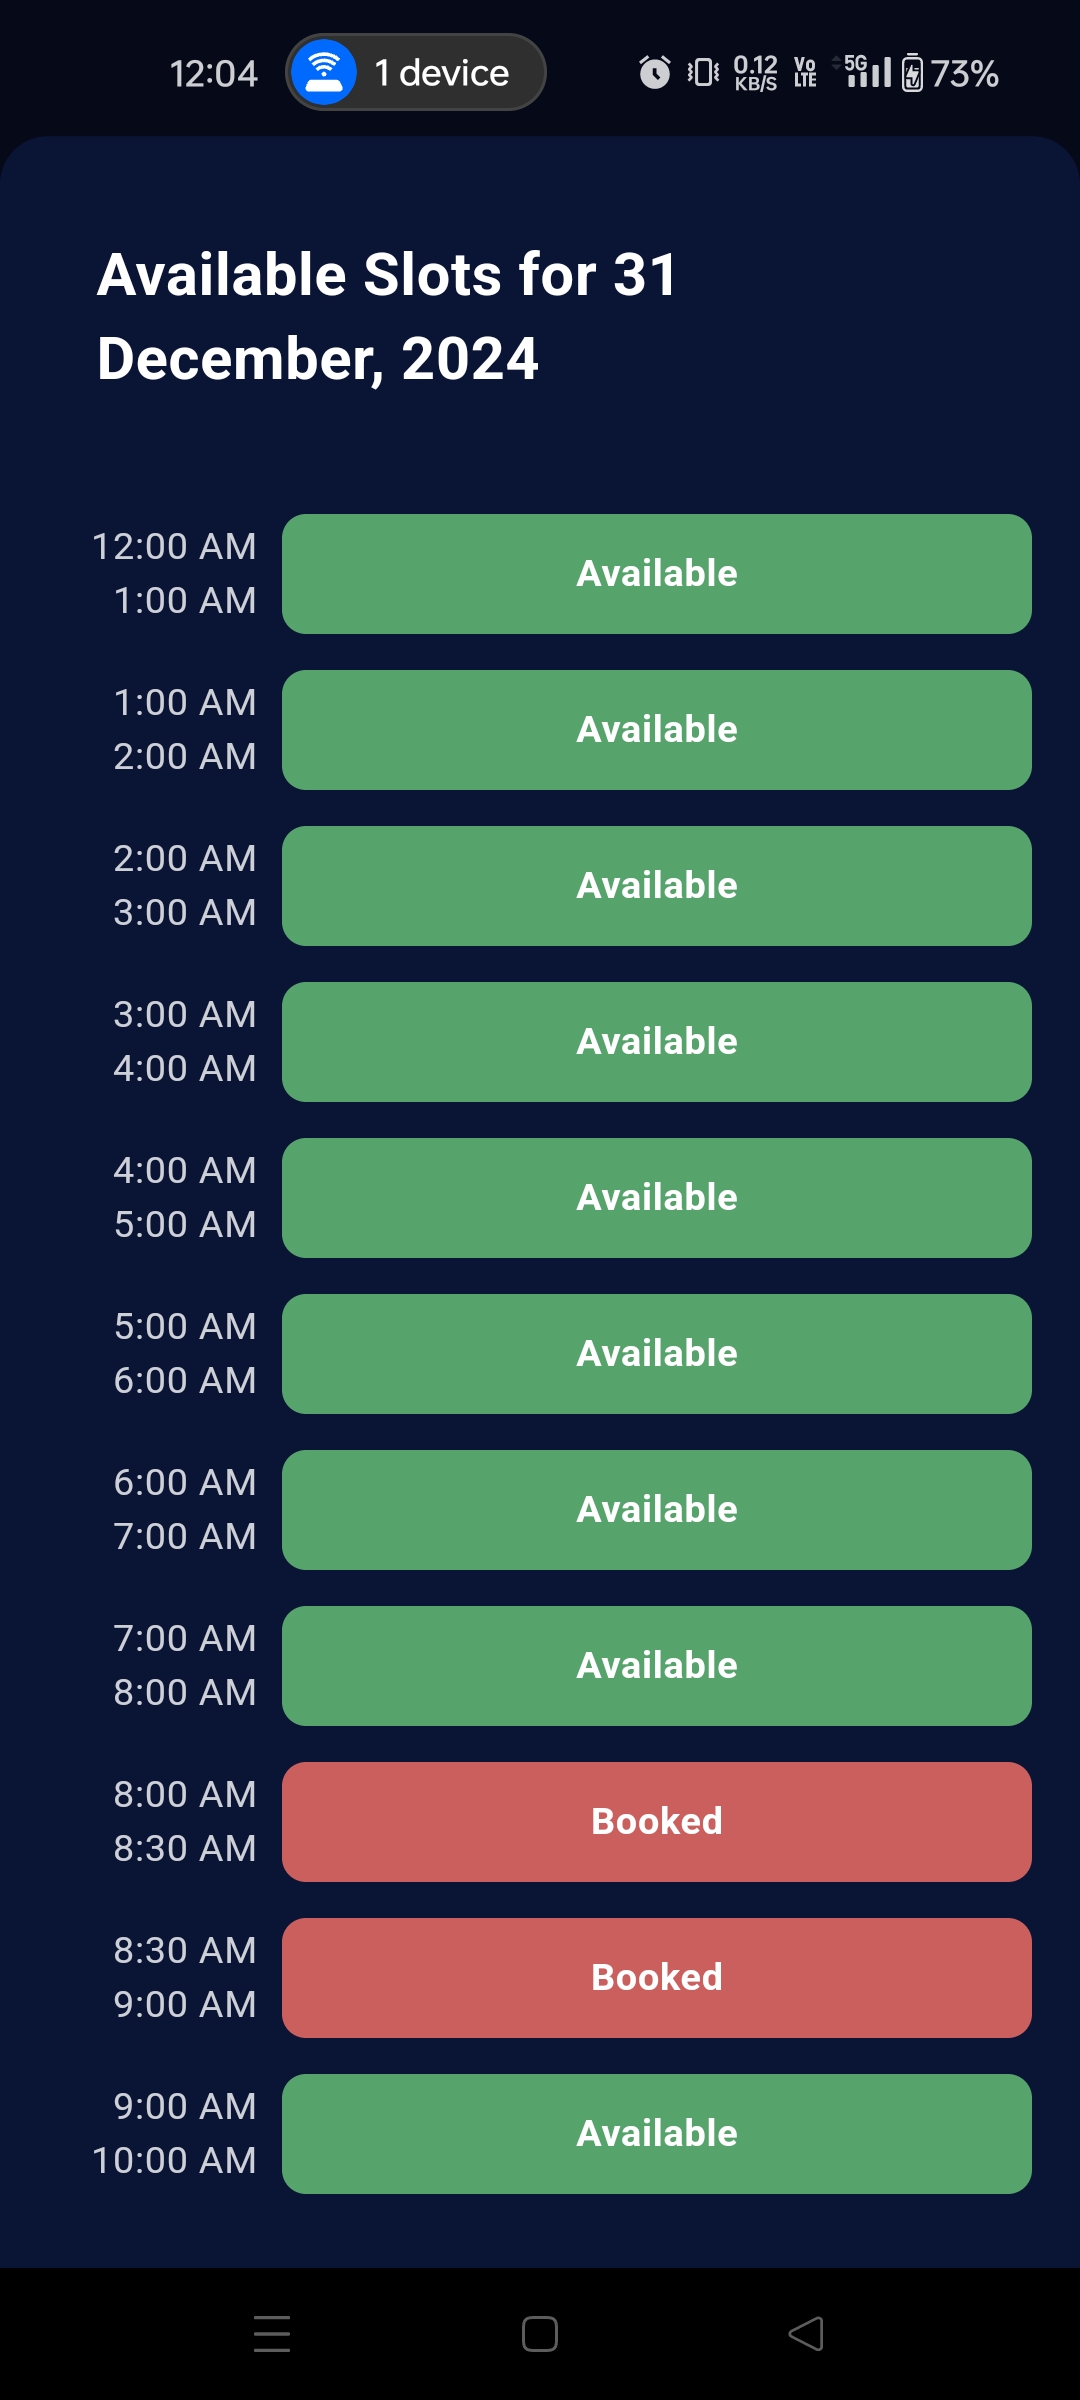 12:04 1 device 0.12 KB/S Vo LTE 5G 73%
Available Slots for 31
December, 2024
12:00 AM
1:00 AM
Available
1:00 AM
2:00 AM
Available
2:00 AM
3:00 AM
Available
3:00 AM
4:00 AM
Available
4:00 AM
5:00 AM
Available
5:00 AM
6:00 AM
Available
6:00 AM
7:00 AM
Available
7:00 AM
8:00 AM
Available
8:00 AM
8:30 AM
Booked
8:30 AM
9:00 AM
Booked
9:00 AM
10:00 AM
Available